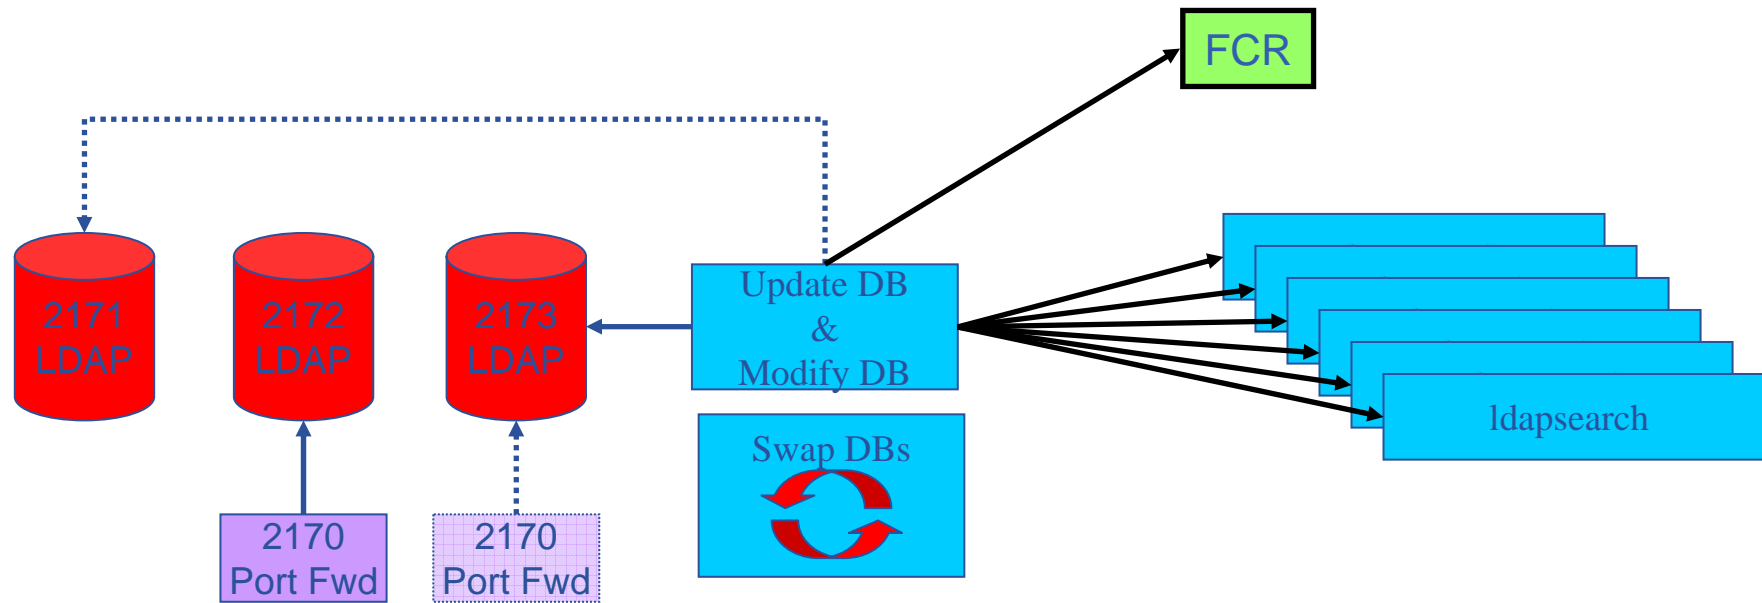 FCR
2171
LDAP
2172
LDAP
2173
LDAP
Update DB
&
Modify DB
ldapsearch
Swap DBs
2170
Port Fwd
2170
Port Fwd